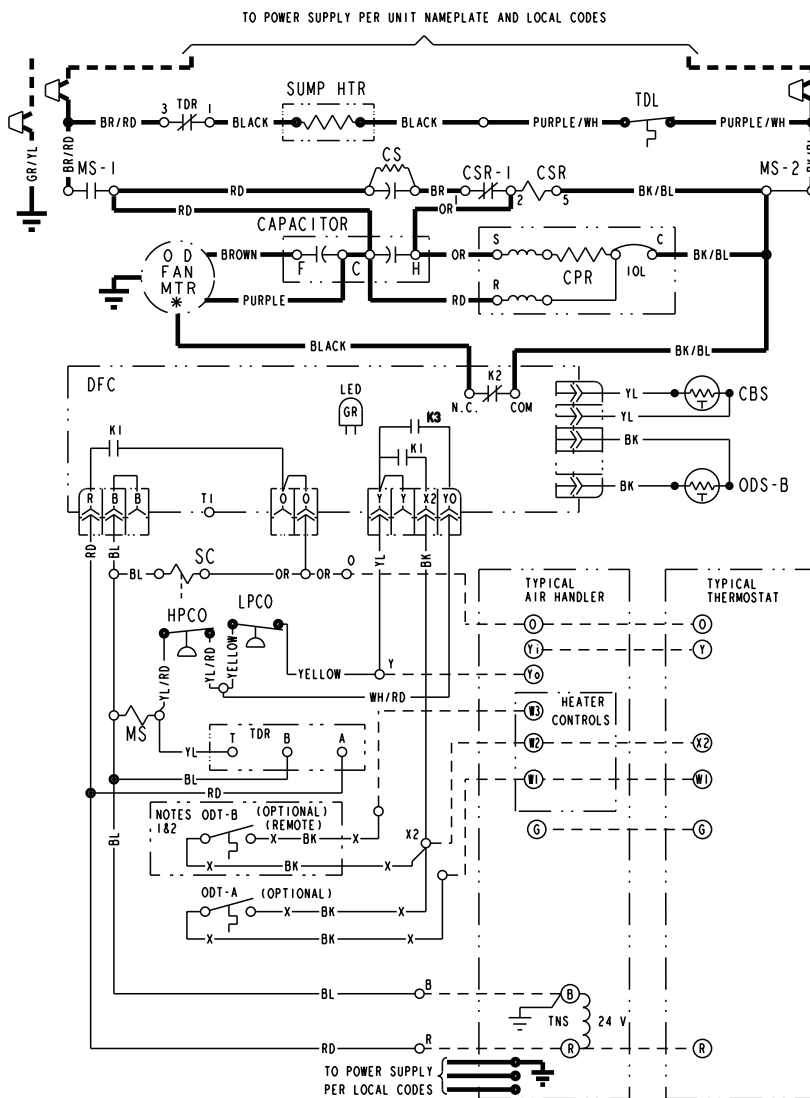 TO POWER SUPPLY PER UNIT NAMEPLATE AND LOCAL CODES
SUMP HTR
TDR
3 1
TDL
BR/RD BLACK BLACK PURPLE/WH PURPLE/WH
GR/YL
BR/RD
BK/BL
MS-1
CS
CSR-1
CSR
MS-2
RD BR 1 2 5 BK/BL
RD OR
CAPACITOR
O D
FAN
MTR
*
BROWN
F C H
OR
S
CPR
IOL
C
BK/BL
PURPLE
RD
R
BLACK
BK/BL
DFC
LED
GR
K2
N.C. COM
YL
CBS
YL
BK
BK
ODS-B
K1
K3
K1
R B B
T1
O O
Y Y X2 YO
RD
BL
YL
BK
SC
BL OR OR O
HPCO
LPCO
YL/RD
YL/RD
YELLOW
YELLOW
Y
WH/RD
MS
YL
TDR
T B A
BL
RD
BL
NOTES
1&2
ODT-B (OPTIONAL)
(REMOTE)
X BK X
X BK X
X2
ODT-A (OPTIONAL)
X BK X
X BK X
TYPICAL
AIR HANDLER
TYPICAL
THERMOSTAT
O O
Yi Y
Yo
W3
HEATER
CONTROLS
W2 X2
W1 W1
G G
BL B B
TNS 24 V
RD R R R
TO POWER SUPPLY
PER LOCAL CODES